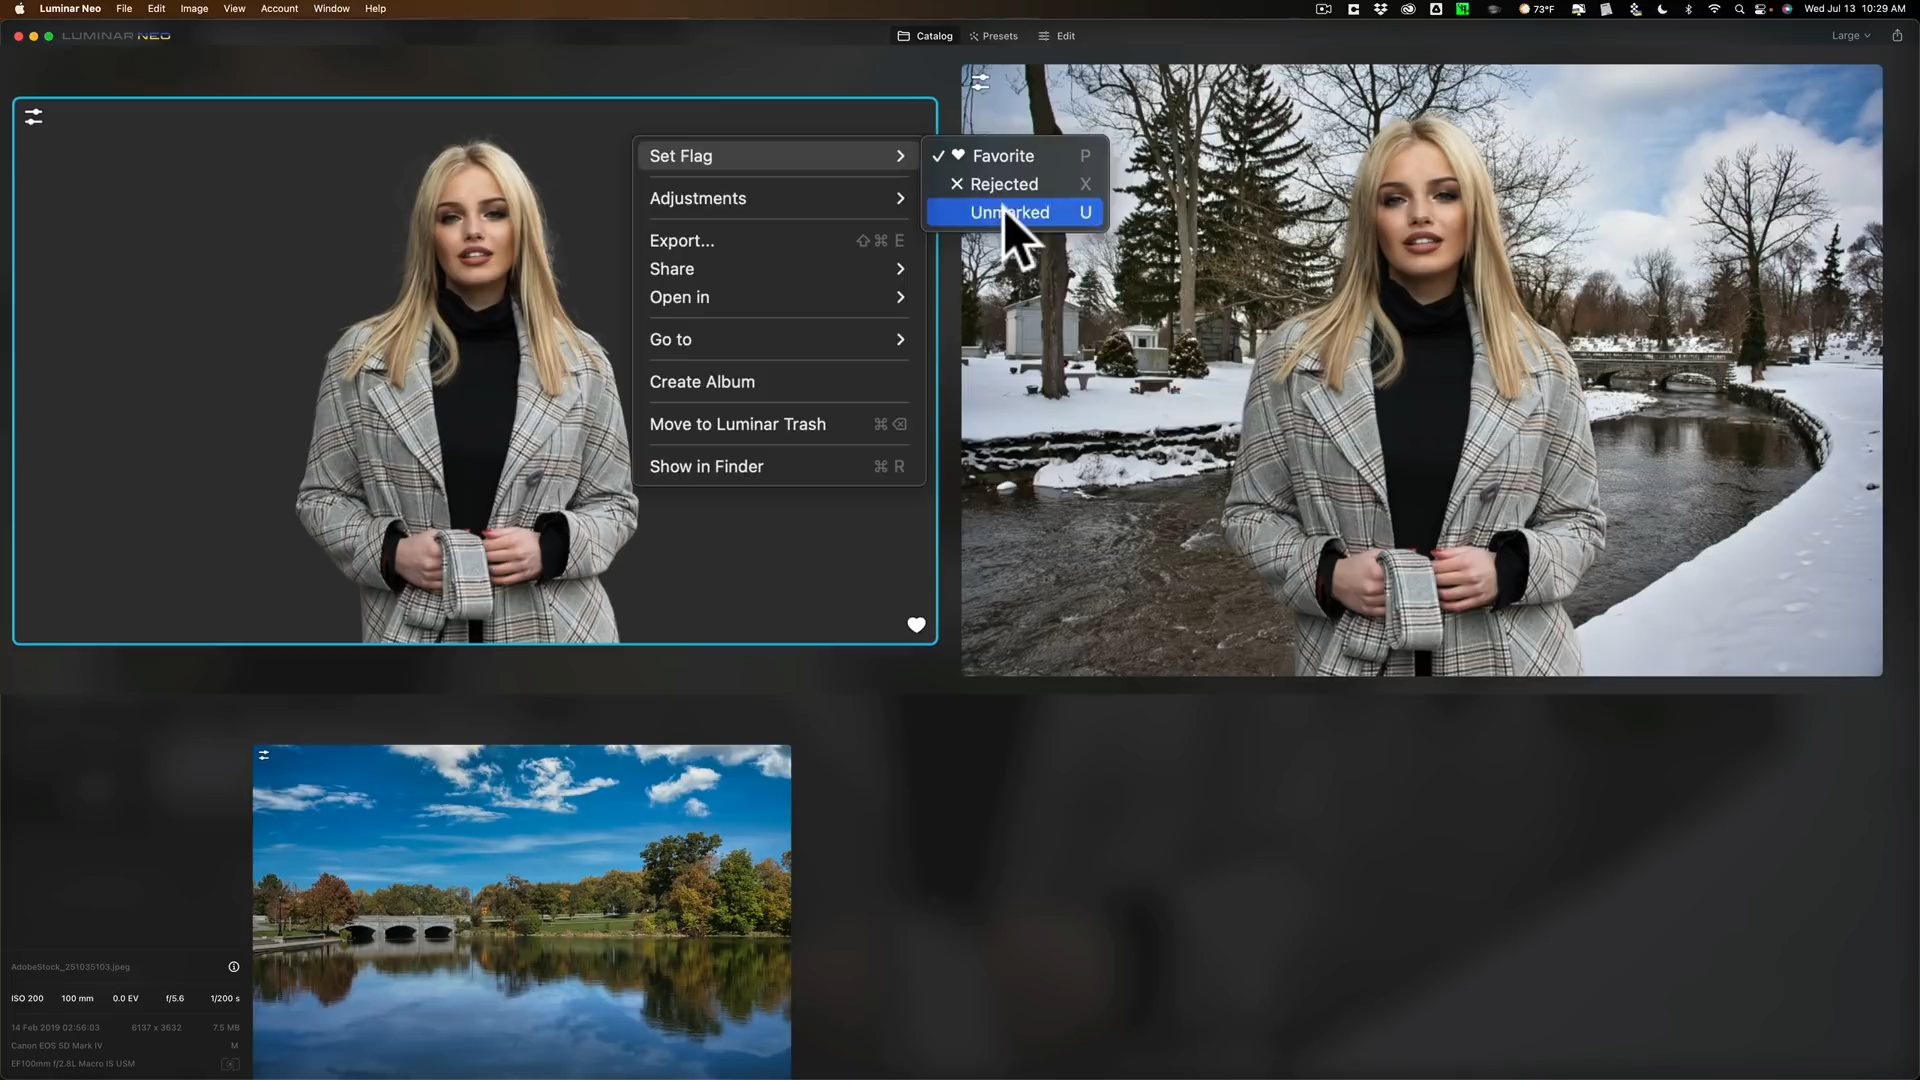 Luminar Neo File Edit Image View Account Window Help
73°F Wed Jul 13 10:29 AM
LUMINAR NEO
Catalog Presets Edit
Large
Set Flag
Favorite P
Rejected X
Unmarked U
Adjustments
Export... ⇧ ⌘ E
Share
Open in
Go to
Create Album
Move to Luminar Trash ⌘ ⌫
Show in Finder ⌘ R
AdobeStock_251035103.jpeg
ISO 200 100 mm 0.0 EV f/5.6 1/200 s
14 Feb 2019 02:56:03 6137 x 3632 7.5 MB
Canon EOS 5D Mark IV M
EF100mm f/2.8L Macro IS USM